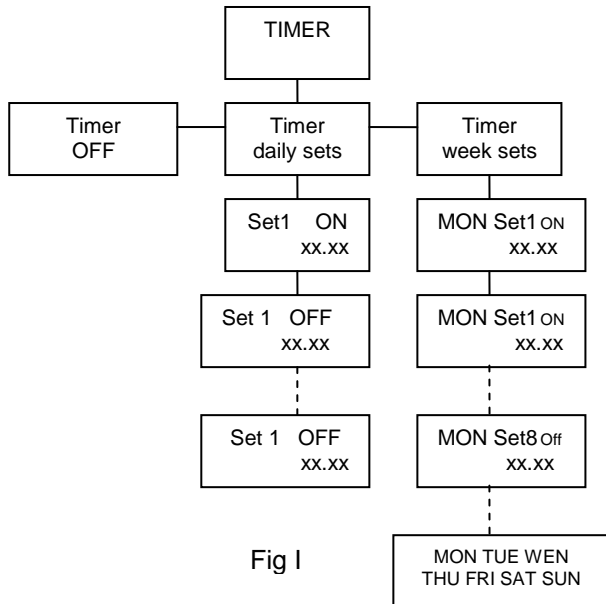 TIMER
Timer
OFF
Timer
daily sets
Timer
week sets
Set1 ON
xx.xx
MON Set1 ON
xx.xx
Set 1 OFF
xx.xx
MON Set1 ON
xx.xx
Set 1 OFF
xx.xx
MON Set8 Off
xx.xx
Fig I
MON TUE WEN
THU FRI SAT SUN